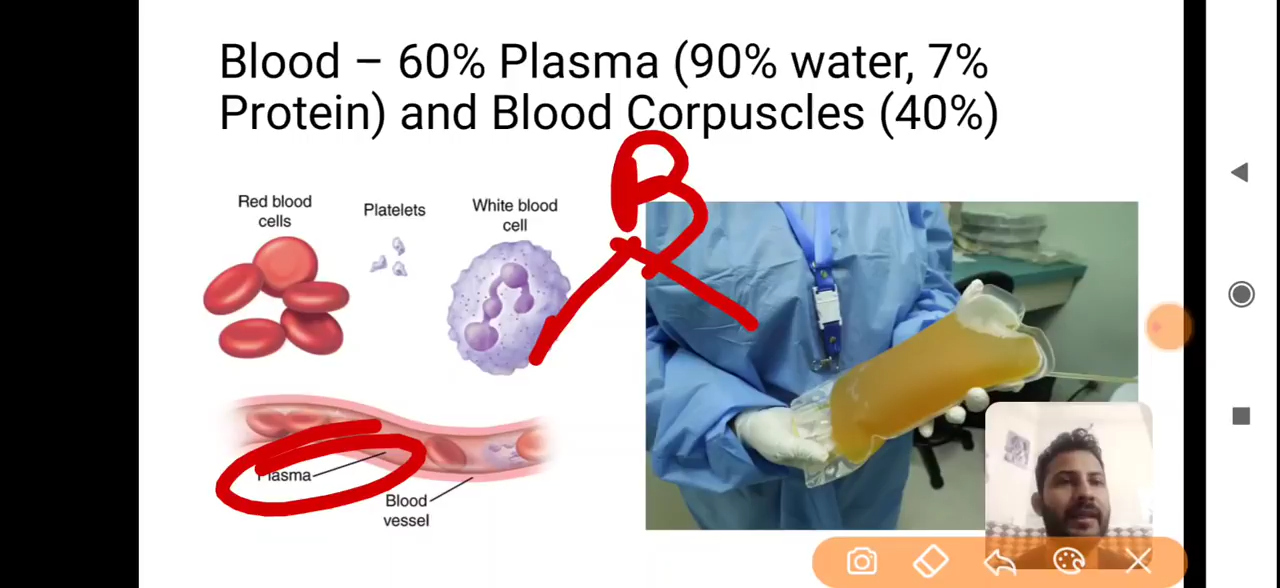 Blood – 60% Plasma (90% water, 7%
Protein) and Blood Corpuscles (40%)
B
Red blood
cells
Platelets
White blood
cell
Plasma
Blood
vessel